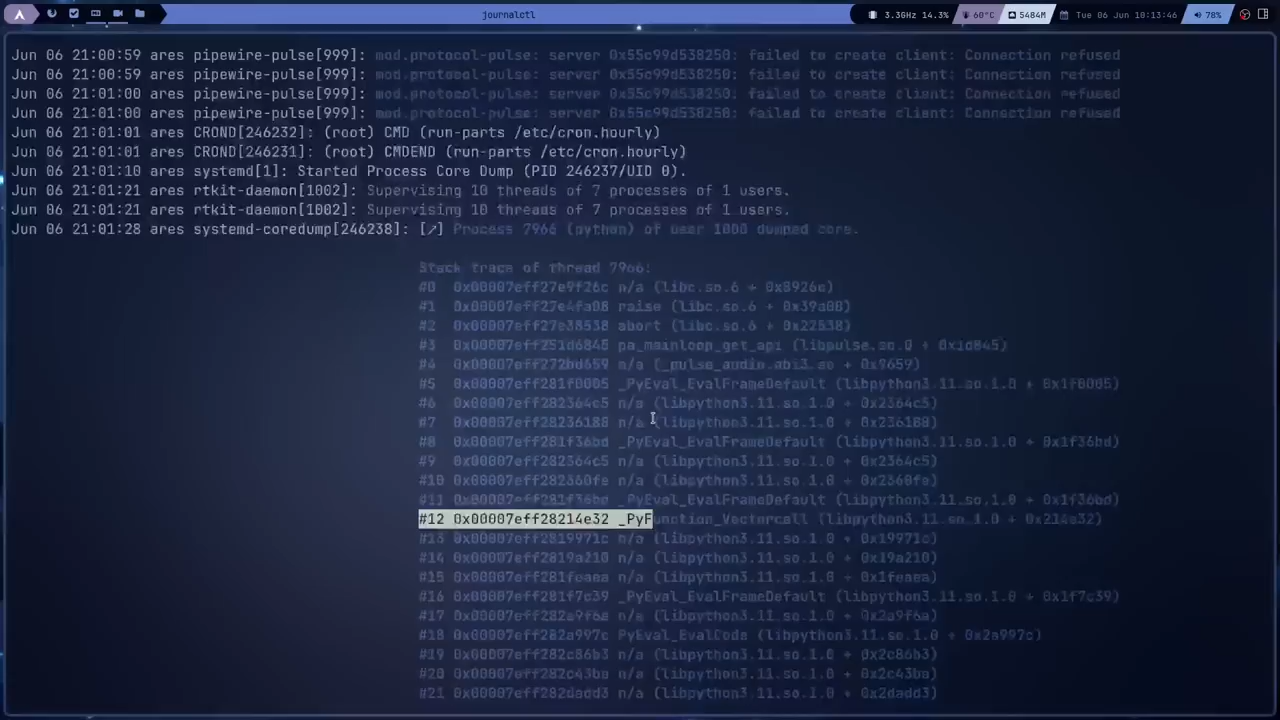 journalctl
3.3GHz 14.3% 60°C 5484M Tue 06 Jun 10:13:46 78%
Jun 06 21:00:59 ares pipewire-pulse[999]: mod.protocol-pulse: server 0x55c99d538250: failed to create client: Connection refused
Jun 06 21:00:59 ares pipewire-pulse[999]: mod.protocol-pulse: server 0x55c99d538250: failed to create client: Connection refused
Jun 06 21:01:00 ares pipewire-pulse[999]: mod.protocol-pulse: server 0x55c99d538250: failed to create client: Connection refused
Jun 06 21:01:00 ares pipewire-pulse[999]: mod.protocol-pulse: server 0x55c99d538250: failed to create client: Connection refused
Jun 06 21:01:01 ares CROND[246232]: (root) CMD (run-parts /etc/cron.hourly)
Jun 06 21:01:01 ares CROND[246231]: (root) CMDEND (run-parts /etc/cron.hourly)
Jun 06 21:01:10 ares systemd[1]: Started Process Core Dump (PID 246237/UID 0).
Jun 06 21:01:21 ares rtkit-daemon[1002]: Supervising 10 threads of 7 processes of 1 users.
Jun 06 21:01:21 ares rtkit-daemon[1002]: Supervising 10 threads of 7 processes of 1 users.
Jun 06 21:01:28 ares systemd-coredump[246238]: [↗] Process 7966 (python) of user 1000 dumped core.
Stack trace of thread 7966:
#0 0x00007eff27e9f26c n/a (libc.so.6 + 0x8926c)
#1 0x00007eff27e4fa08 raise (libc.so.6 + 0x39a08)
#2 0x00007eff27e38538 abort (libc.so.6 + 0x22538)
#3 0x00007eff251d6845 pa_mainloop_get_api (libpulse.so.0 + 0x1d845)
#4 0x00007eff272bd659 n/a (_pulse_audio.abi3.so + 0x9659)
#5 0x00007eff281f0005 _PyEval_EvalFrameDefault (libpython3.11.so.1.0 + 0x1f0005)
#6 0x00007eff282364c5 n/a (libpython3.11.so.1.0 + 0x2364c5)
#7 0x00007eff28236188 n/a (libpython3.11.so.1.0 + 0x236188)
#8 0x00007eff281f36bd _PyEval_EvalFrameDefault (libpython3.11.so.1.0 + 0x1f36bd)
#9 0x00007eff282364c5 n/a (libpython3.11.so.1.0 + 0x2364c5)
#10 0x00007eff282360fe n/a (libpython3.11.so.1.0 + 0x2360fe)
#11 0x00007eff281f36bd _PyEval_EvalFrameDefault (libpython3.11.so.1.0 + 0x1f36bd)
#12 0x00007eff28214e32 _PyFunction_Vectorcall (libpython3.11.so.1.0 + 0x214e32)
#13 0x00007eff2819971c n/a (libpython3.11.so.1.0 + 0x19971c)
#14 0x00007eff2819a210 n/a (libpython3.11.so.1.0 + 0x19a210)
#15 0x00007eff281feaea n/a (libpython3.11.so.1.0 + 0x1feaea)
#16 0x00007eff281f7c39 _PyEval_EvalFrameDefault (libpython3.11.so.1.0 + 0x1f7c39)
#17 0x00007eff282a9f6a n/a (libpython3.11.so.1.0 + 0x2a9f6a)
#18 0x00007eff282a997c PyEval_EvalCode (libpython3.11.so.1.0 + 0x2a997c)
#19 0x00007eff282c86b3 n/a (libpython3.11.so.1.0 + 0x2c86b3)
#20 0x00007eff282c43ba n/a (libpython3.11.so.1.0 + 0x2c43ba)
#21 0x00007eff282dadd3 n/a (libpython3.11.so.1.0 + 0x2dadd3)